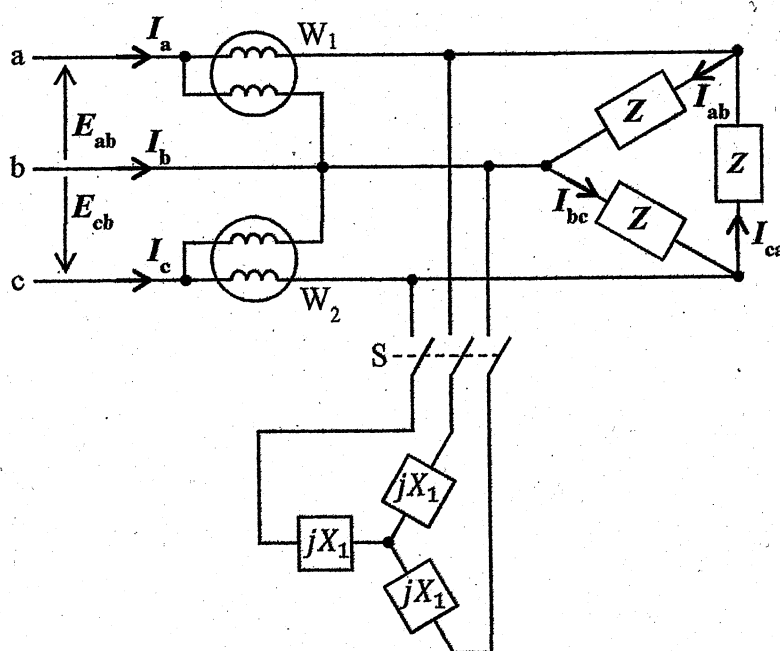 a
I_a
W_1
E_ab
b
I_b
E_cb
c
I_c
W_2
Z
I_ab
Z
I_bc
Z
I_ca
S
jX_1
jX_1
jX_1